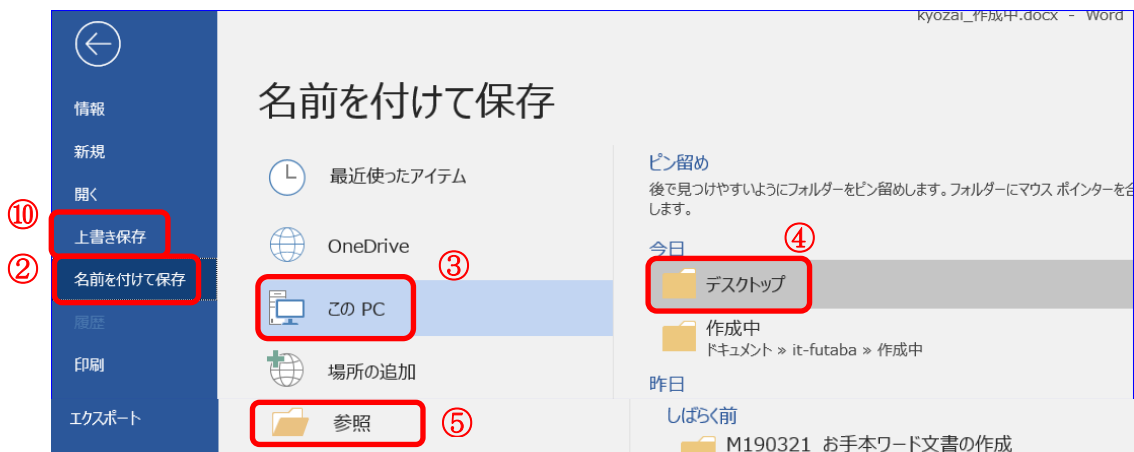 kyozai_作成中.docx - Word
情報
新規
開く
⑩
上書き保存
②
名前を付けて保存
履歴
印刷
エクスポート
名前を付けて保存
最近使ったアイテム
OneDrive
③
この PC
場所の追加
参照
⑤
ピン留め
後で見つけやすいようにフォルダーをピン留めします。フォルダーにマウス ポインターを合
します。
今日
④
デスクトップ
作成中
ドキュメント » it-futaba » 作成中
昨日
しばらく前
M190321 お手本ワード文書の作成